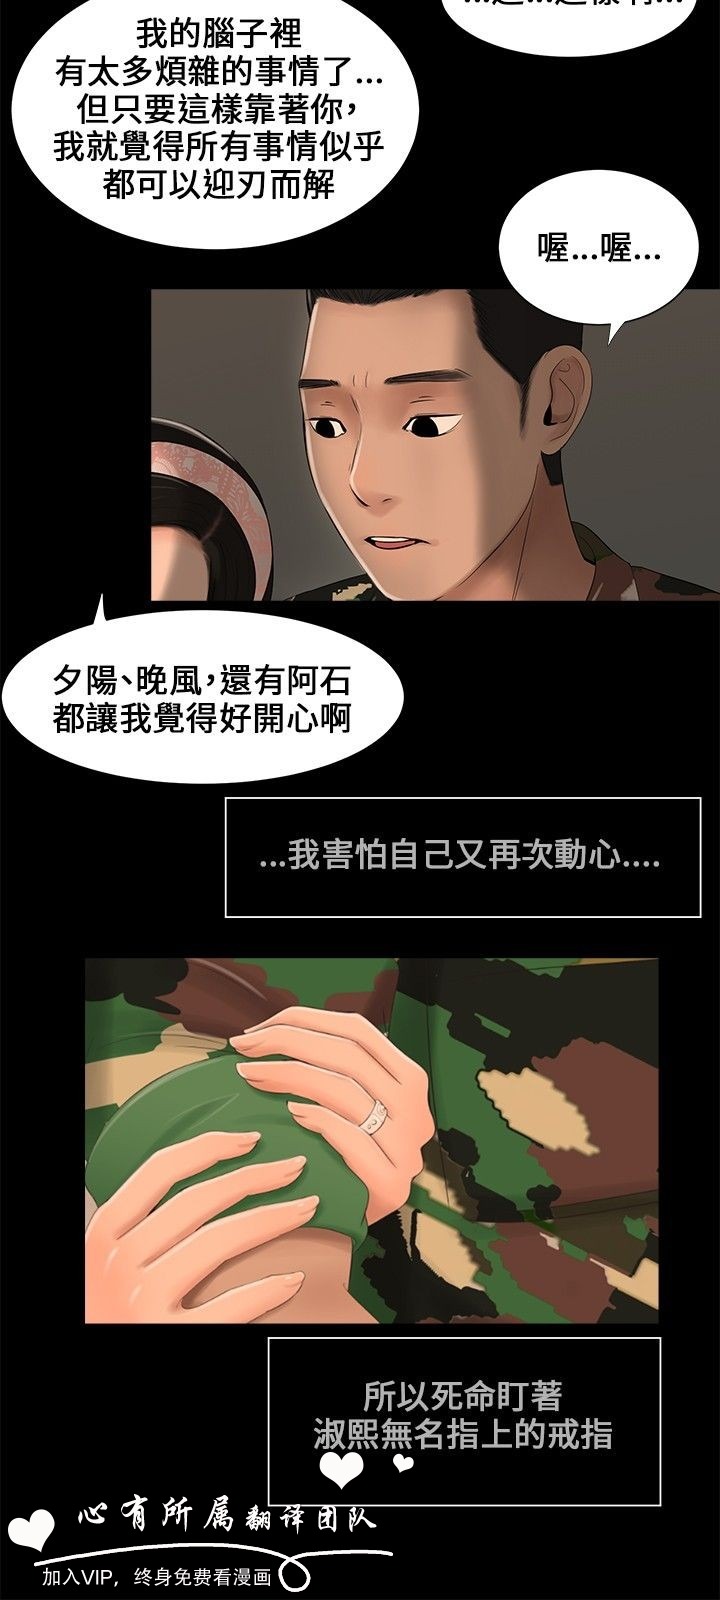 我的腦子裡
有太多煩雜的事情了...
但只要這樣靠著你，
我就覺得所有事情似乎
都可以迎刃而解
喔...喔...
夕陽、晚風，還有阿石
都讓我覺得好開心啊
...我害怕自己又再次動心....
所以死命盯著
淑熙無名指上的戒指
心有所属翻译团队
加入VIP，终身免费看漫画